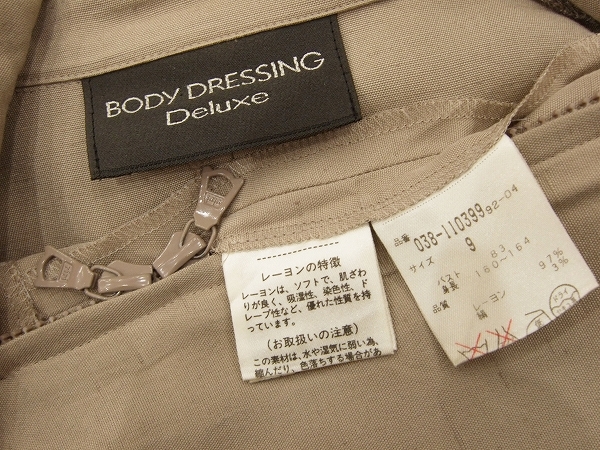 BODY DRESSING
Deluxe
レーヨンの特徴
レーヨンは、ソフトで、肌ざわ
りが良く、吸湿性、染色性、ド
レープ性など、優れた性質を持
っています。
(お取扱いの注意)
この素材は、水や湿気に弱い為、
縮んだり、色落ちする場合があ
品番 038-110399 92-04
サイズ 9
バスト 83
身長 160-164
品質 レーヨン 97%
絹 3%